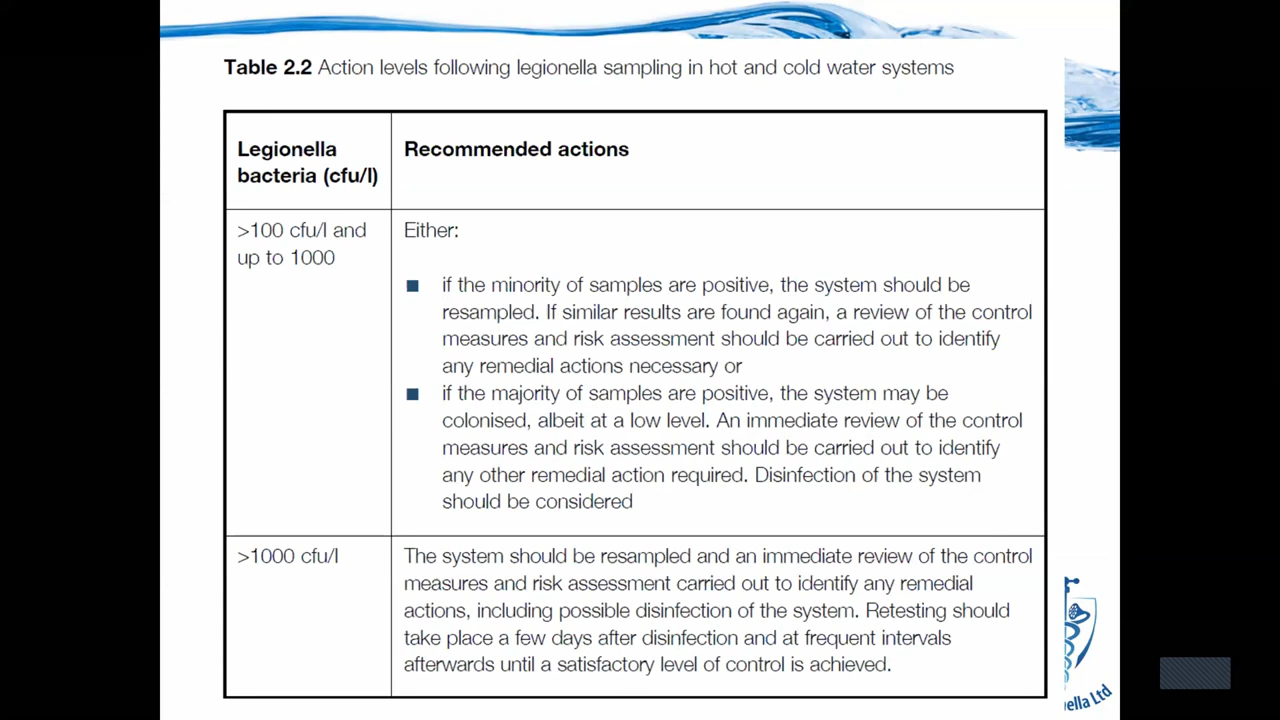 Table 2.2 Action levels following legionella sampling in hot and cold water systems
Legionella
bacteria (cfu/l)
Recommended actions
>100 cfu/l and
up to 1000
Either:
if the minority of samples are positive, the system should be
resampled. If similar results are found again, a review of the control
measures and risk assessment should be carried out to identify
any remedial actions necessary or
if the majority of samples are positive, the system may be
colonised, albeit at a low level. An immediate review of the control
measures and risk assessment should be carried out to identify
any other remedial action required. Disinfection of the system
should be considered
>1000 cfu/l
The system should be resampled and an immediate review of the control
measures and risk assessment carried out to identify any remedial
actions, including possible disinfection of the system. Retesting should
take place a few days after disinfection and at frequent intervals
afterwards until a satisfactory level of control is achieved.
ella Ltd